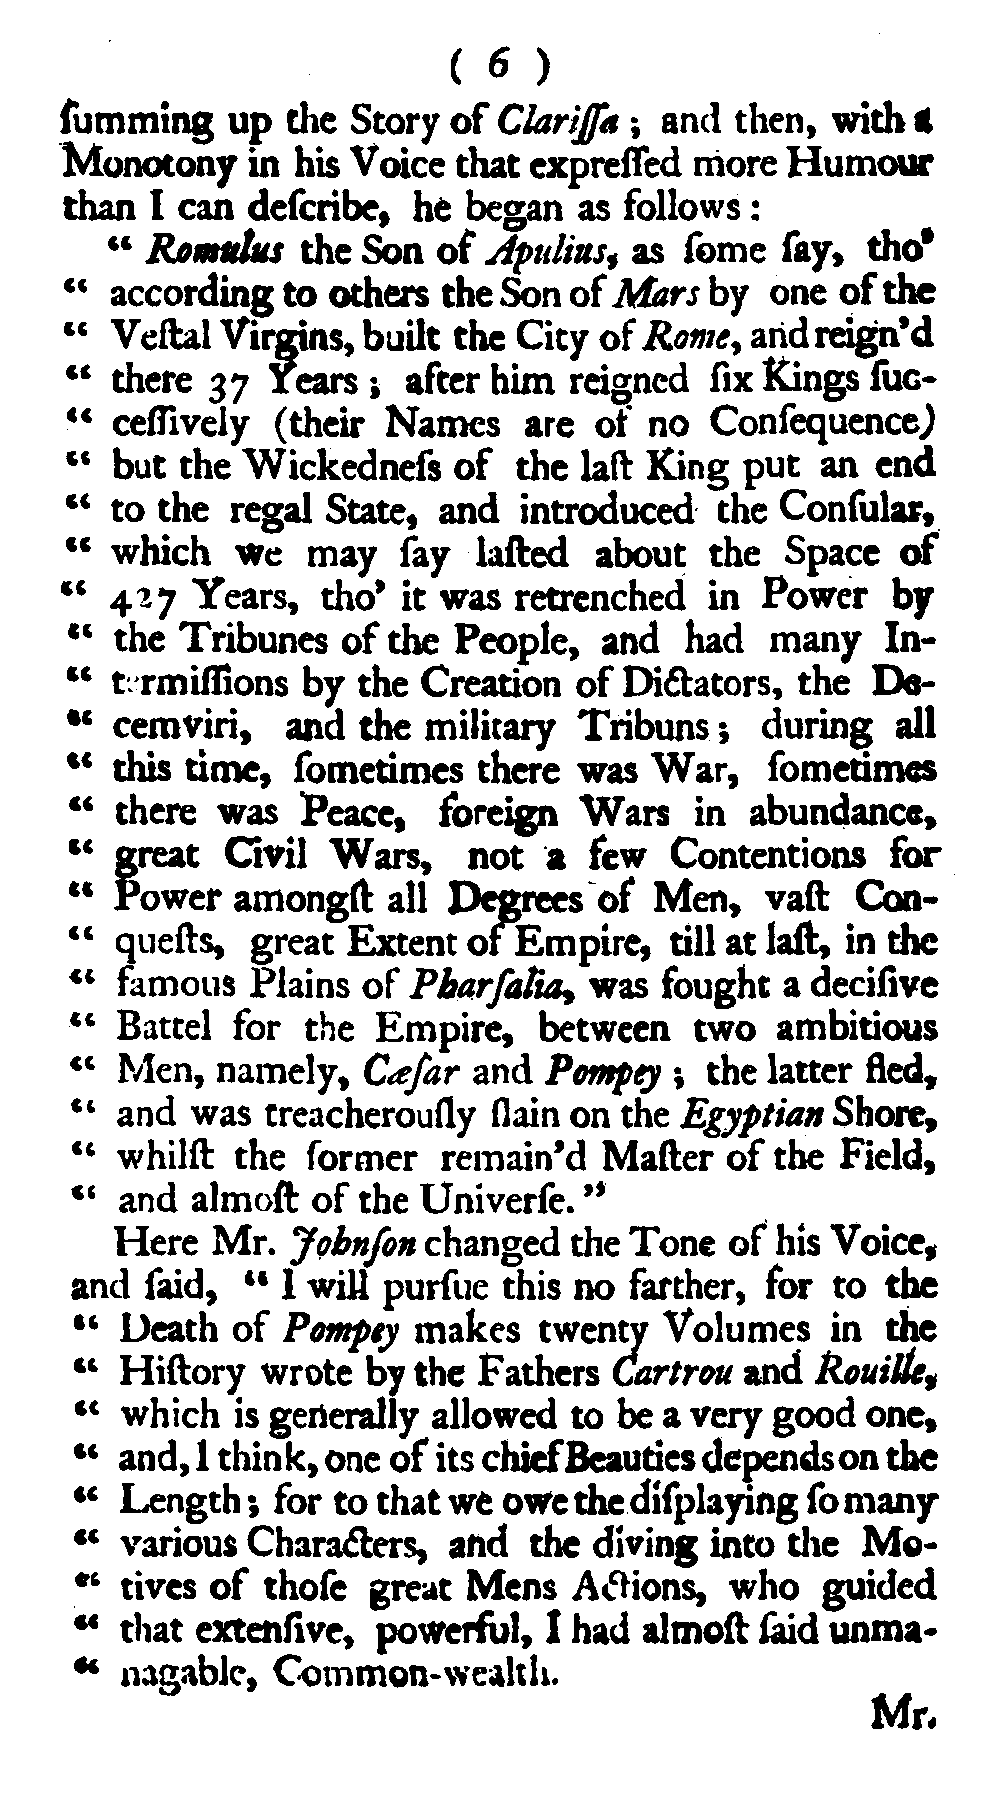 ( 6 )
ſumming up the Story of Clariſſa ; and then, with a
Monotony in his Voice that expreſſed more Humour
than I can deſcribe, he began as follows :
“ Romulus the Son of Apulius, as ſome ſay, tho’
“ according to others the Son of Mars by one of the
“ Veſtal Virgins, built the City of Rome, and reign’d
“ there 37 Years ; after him reigned ſix Kings ſuc-
“ ceſſively (their Names are of no Conſequence)
“ but the Wickedneſs of the laſt King put an end
“ to the regal State, and introduced the Conſular,
“ which we may ſay laſted about the Space of
“ 427 Years, tho’ it was retrenched in Power by
“ the Tribunes of the People, and had many In-
“ termiſſions by the Creation of Dictators, the De-
“ cemviri, and the military Tribuns ; during all
“ this time, ſometimes there was War, ſometimes
“ there was Peace, foreign Wars in abundance,
“ great Civil Wars, not a few Contentions for
“ Power amongſt all Degrees of Men, vaſt Con-
“ queſts, great Extent of Empire, till at laſt, in the
“ famous Plains of Pharſalia, was fought a deciſive
“ Battel for the Empire, between two ambitious
“ Men, namely, Cæſar and Pompey ; the latter fled,
“ and was treacherouſly ſlain on the Egyptian Shore,
“ whilſt the former remain’d Maſter of the Field,
“ and almoſt of the Univerſe.”
Here Mr. Johnſon changed the Tone of his Voice,
and ſaid, “ I will purſue this no farther, for to the
“ Death of Pompey makes twenty Volumes in the
“ Hiſtory wrote by the Fathers Cartrou and Rouille,
“ which is generally allowed to be a very good one,
“ and, I think, one of its chief Beauties depends on the
“ Length ; for to that we owe the diſplaying ſo many
“ various Characters, and the diving into the Mo-
“ tives of thoſe great Mens Actions, who guided
“ that extenſive, powerful, I had almoſt ſaid unma-
“ nagable, Common-wealth.
Mr.